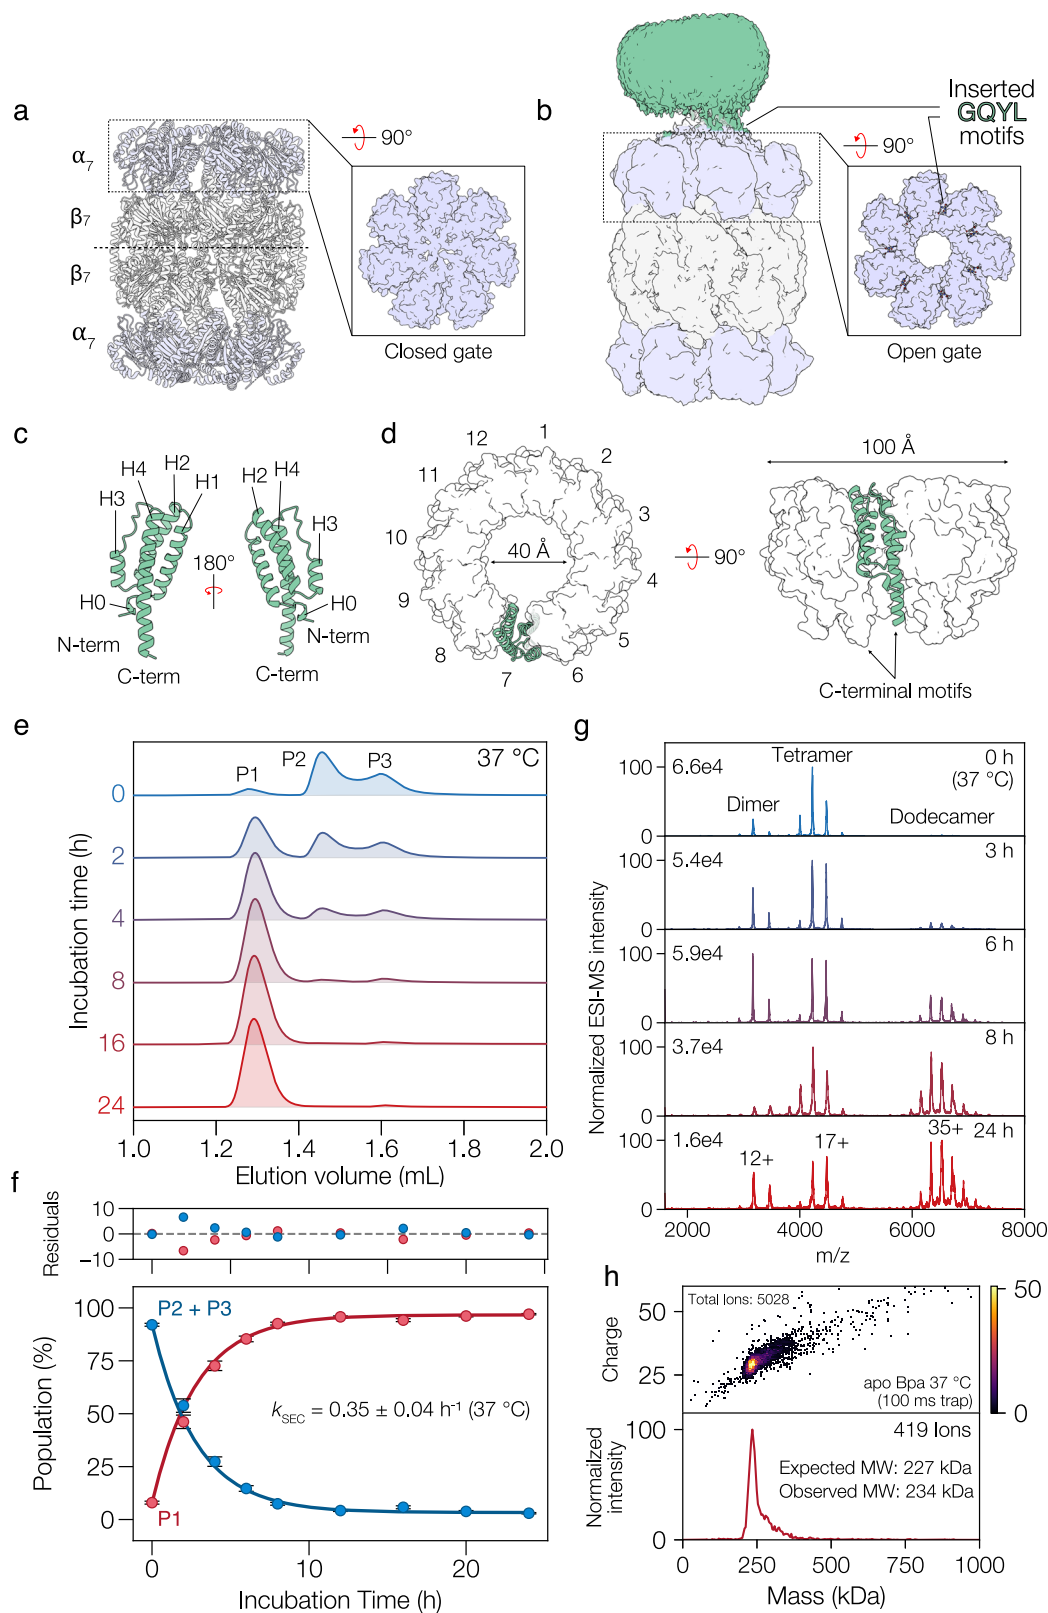 a
α7
β7
β7
α7
90°
Closed gate
b
Inserted
GQYL
motifs
90°
Open gate
c
H4
H2
H1
H3
H0
N-term
C-term
180°
H2
H4
H3
H0
N-term
C-term
d
1
2
3
4
5
6
7
8
9
10
11
12
40 Å
90°
100 Å
C-terminal motifs
e
37 °C
P1
P2
P3
0
2
4
8
16
24
Incubation time (h)
1.0
1.2
1.4
1.6
1.8
2.0
Elution volume (mL)
f
Residuals
10
0
−10
Population (%)
100
75
50
25
0
P2 + P3
kSEC = 0.35 ± 0.04 h⁻¹ (37 °C)
P1
0
10
20
Incubation Time (h)
g
Normalized ESI-MS intensity
100
0
6.6e4
Tetramer
Dimer
Dodecamer
0 h
(37 °C)
100
0
5.4e4
3 h
100
0
5.9e4
6 h
100
0
3.7e4
8 h
100
0
1.6e4
12+
17+
35+
24 h
2000
4000
6000
8000
m/z
h
Charge
50
25
Total Ions: 5028
apo Bpa 37 °C
(100 ms trap)
50
0
Normailzed
intensity
100
0
419 Ions
Expected MW: 227 kDa
Observed MW: 234 kDa
0
250
500
750
1000
Mass (kDa)